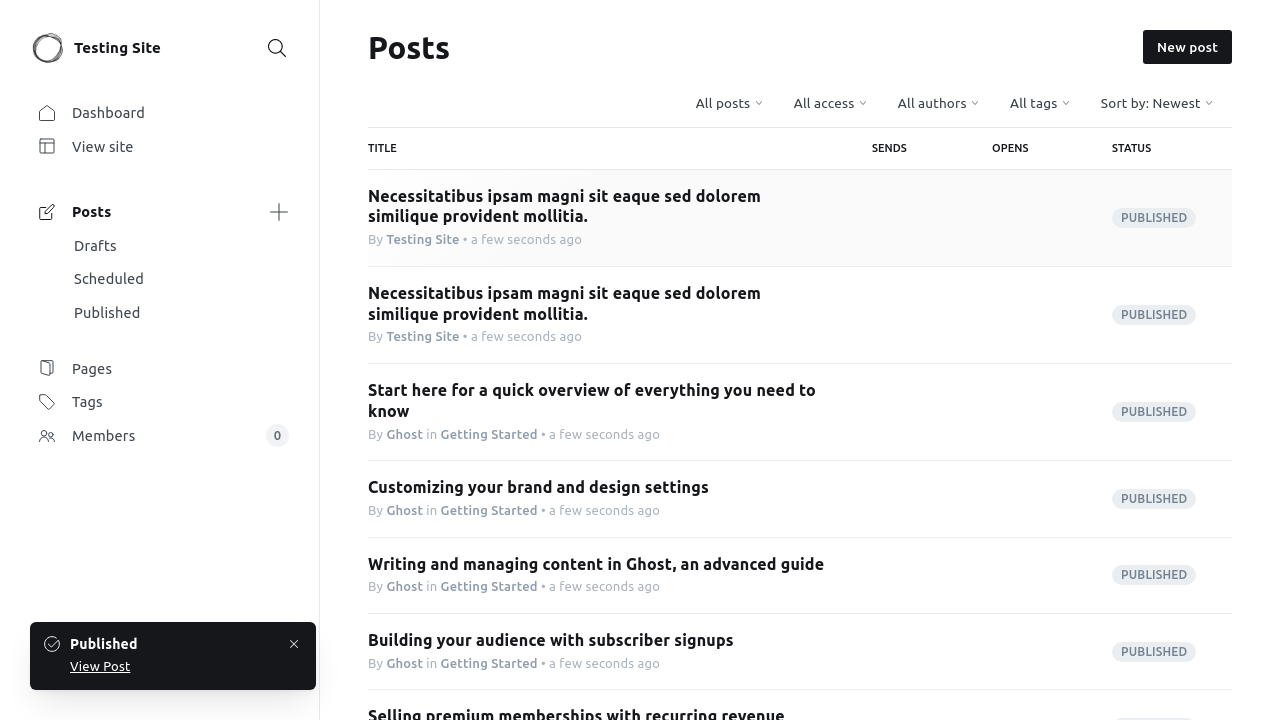 Testing Site
Dashboard
View site
Posts
Drafts
Scheduled
Published
Pages
Tags
Members 0
Published
View Post
Posts
New post
All posts All access All authors All tags Sort by: Newest
TITLE SENDS OPENS STATUS
Necessitatibus ipsam magni sit eaque sed dolorem
similique provident mollitia.
By Testing Site • a few seconds ago
PUBLISHED
Necessitatibus ipsam magni sit eaque sed dolorem
similique provident mollitia.
By Testing Site • a few seconds ago
PUBLISHED
Start here for a quick overview of everything you need to
know
By Ghost in Getting Started • a few seconds ago
PUBLISHED
Customizing your brand and design settings
By Ghost in Getting Started • a few seconds ago
PUBLISHED
Writing and managing content in Ghost, an advanced guide
By Ghost in Getting Started • a few seconds ago
PUBLISHED
Building your audience with subscriber signups
By Ghost in Getting Started • a few seconds ago
PUBLISHED
Selling premium memberships with recurring revenue